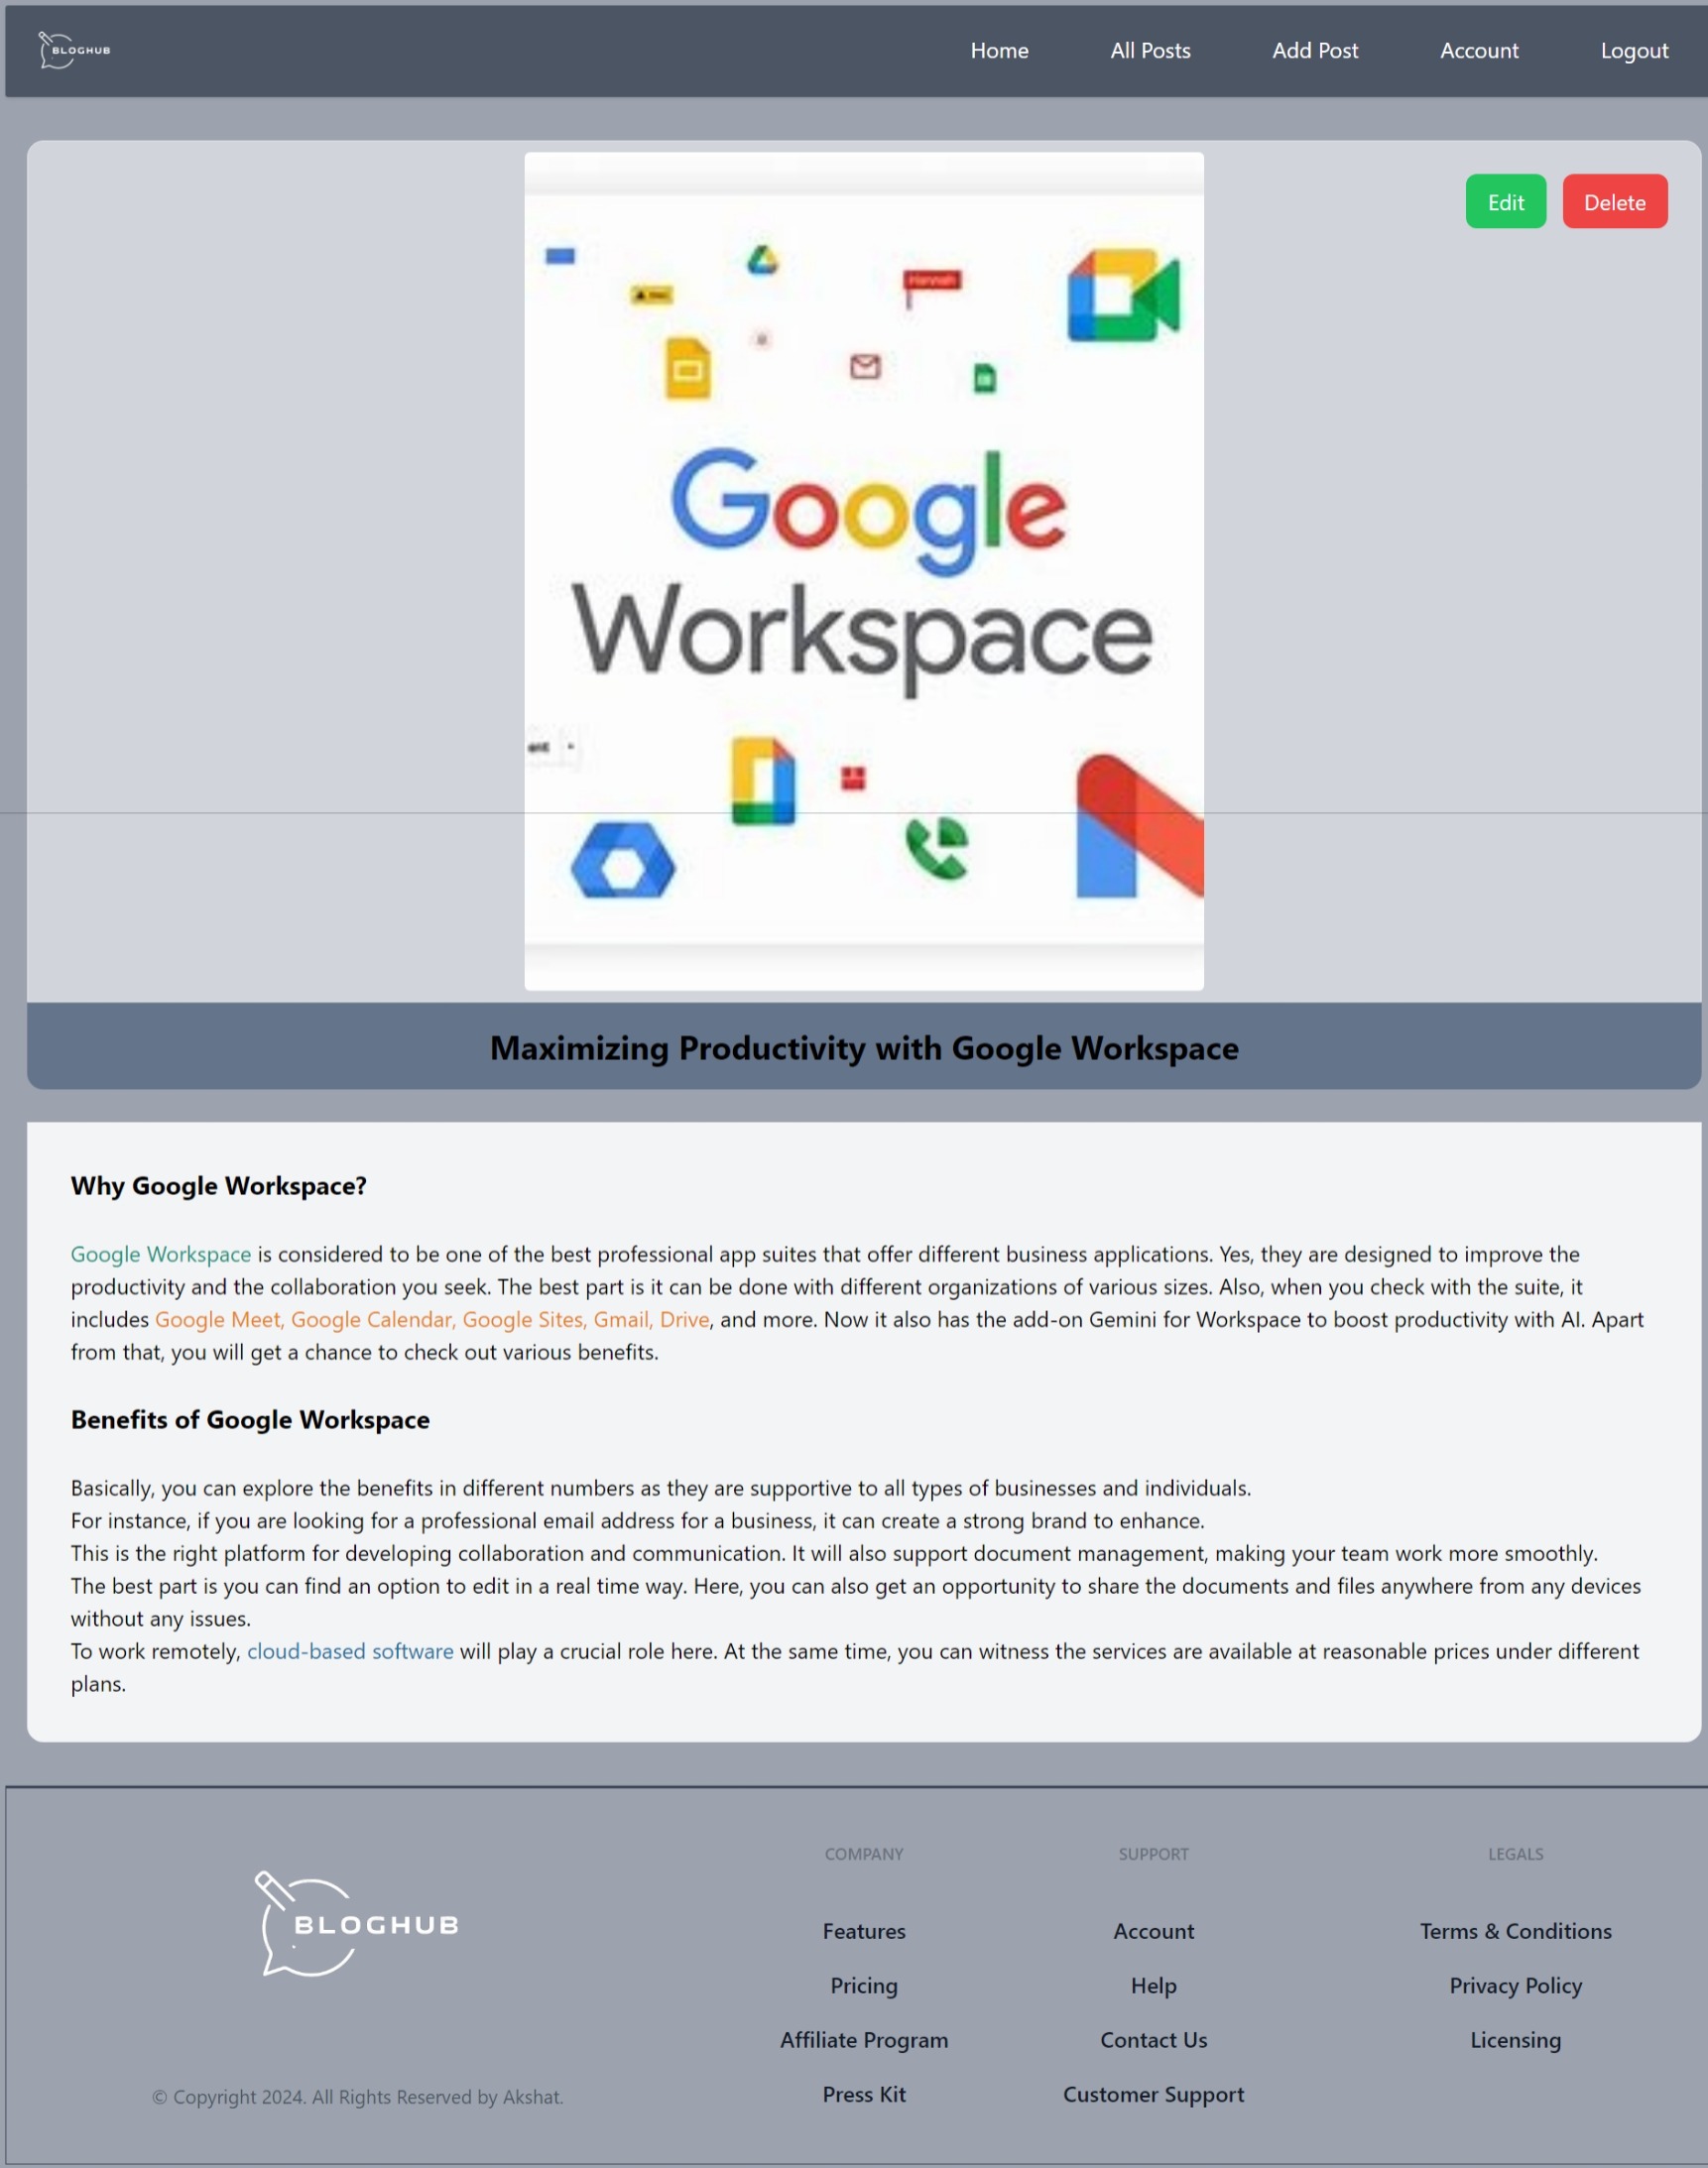 BLOGHUB
Home
All Posts
Add Post
Account
Logout
Edit
Delete
Google
Workspace
Maximizing Productivity with Google Workspace
Why Google Workspace?
Google Workspace is considered to be one of the best professional app suites that offer different business applications. Yes, they are designed to improve the
productivity and the collaboration you seek. The best part is it can be done with different organizations of various sizes. Also, when you check with the suite, it
includes Google Meet, Google Calendar, Google Sites, Gmail, Drive, and more. Now it also has the add-on Gemini for Workspace to boost productivity with AI. Apart
from that, you will get a chance to check out various benefits.
Benefits of Google Workspace
Basically, you can explore the benefits in different numbers as they are supportive to all types of businesses and individuals.
For instance, if you are looking for a professional email address for a business, it can create a strong brand to enhance.
This is the right platform for developing collaboration and communication. It will also support document management, making your team work more smoothly.
The best part is you can find an option to edit in a real time way. Here, you can also get an opportunity to share the documents and files anywhere from any devices
without any issues.
To work remotely, cloud-based software will play a crucial role here. At the same time, you can witness the services are available at reasonable prices under different
plans.
BLOGHUB
© Copyright 2024. All Rights Reserved by Akshat.
COMPANY
Features
Pricing
Affiliate Program
Press Kit
SUPPORT
Account
Help
Contact Us
Customer Support
LEGALS
Terms & Conditions
Privacy Policy
Licensing